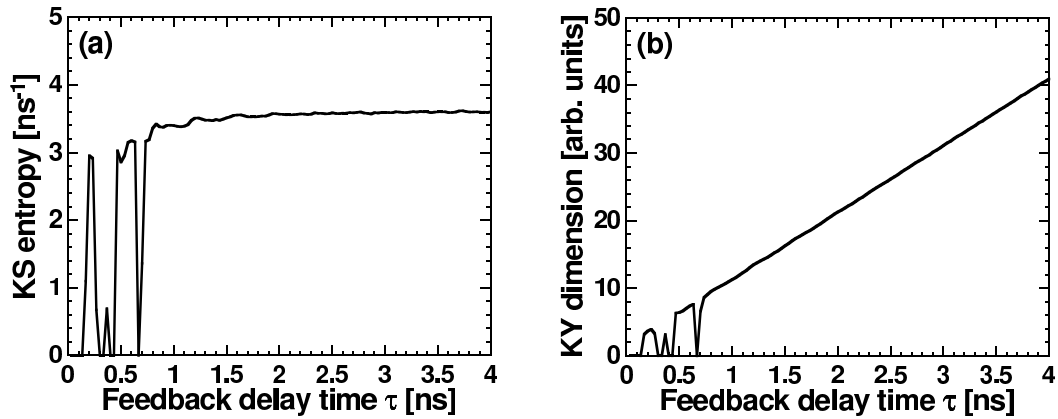 (a)
KS entropy [ns-1]
5
4
3
2
1
0
0 0.5 1 1.5 2 2.5 3 3.5 4
Feedback delay time τ [ns]
(b)
KY dimension [arb. units]
50
40
30
20
10
0
0 0.5 1 1.5 2 2.5 3 3.5 4
Feedback delay time τ [ns]